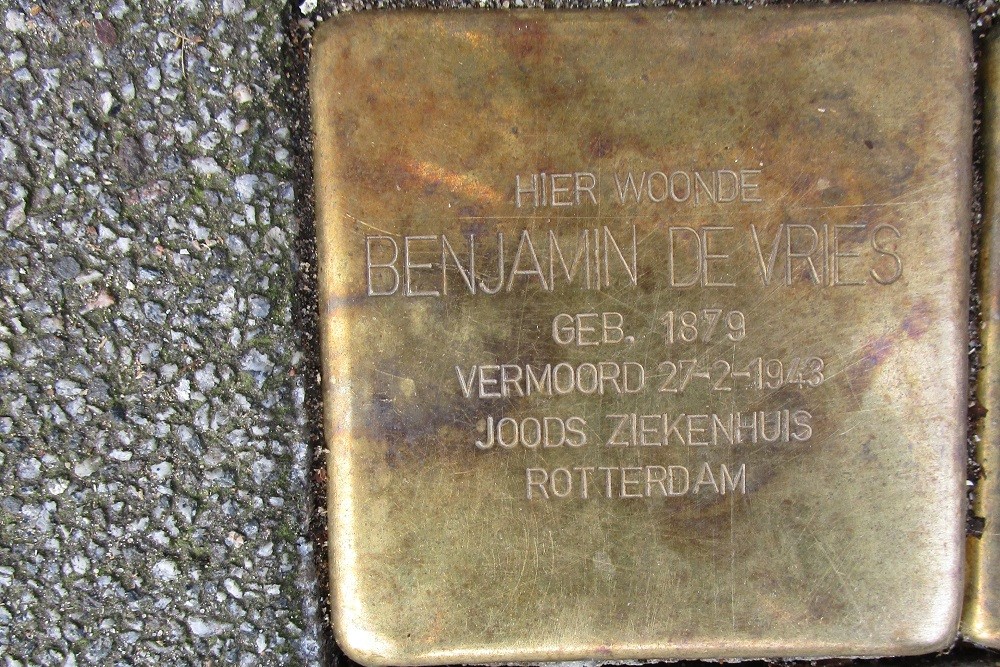 HIER WOONDE
BENJAMIN DE VRIES
GEB. 1879
VERMOORD 27-2-1943
JOODS ZIEKENHUIS
ROTTERDAM